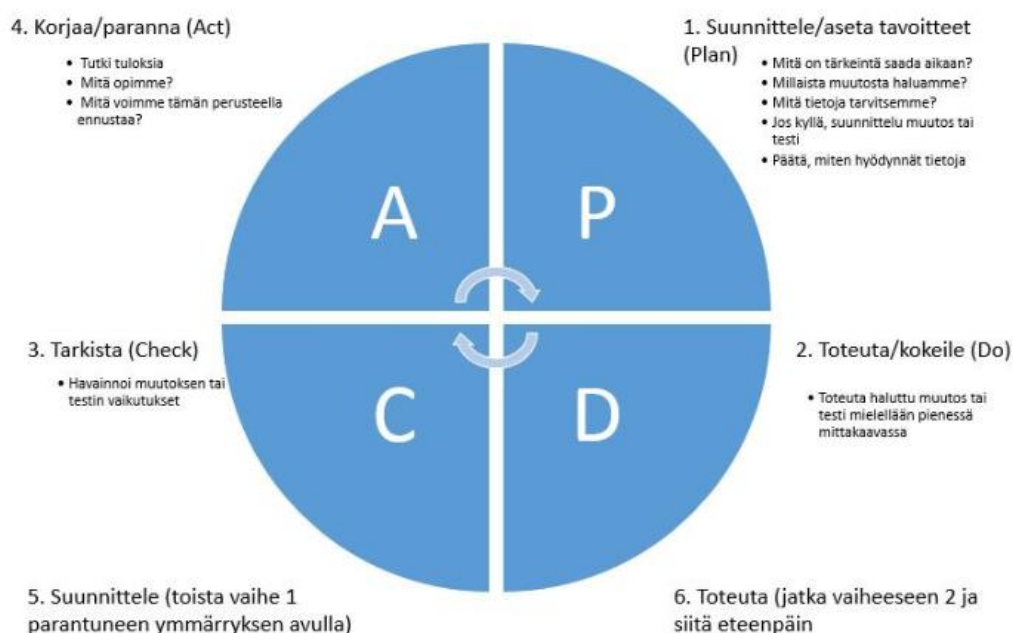 4. Korjaa/paranna (Act)
• Tutki tuloksia
• Mitä opimme?
• Mitä voimme tämän perusteella
ennustaa?
1. Suunnittele/aseta tavoitteet
(Plan)
• Mitä on tärkeintä saada aikaan?
• Millaista muutosta haluamme?
• Mitä tietoja tarvitsemme?
• Jos kyllä, suunnittelu muutos tai
testi
• Päätä, miten hyödynnät tietoja
A
P
3. Tarkista (Check)
• Havainnoi muutoksen tai
testin vaikutukset
C
D
2. Toteuta/kokeile (Do)
• Toteuta haluttu muutos tai
testi mielellään pienessä
mittakaavassa
5. Suunnittele (toista vaihe 1
parantuneen ymmärryksen avulla)
6. Toteuta (jatka vaiheeseen 2 ja
siitä eteenpäin